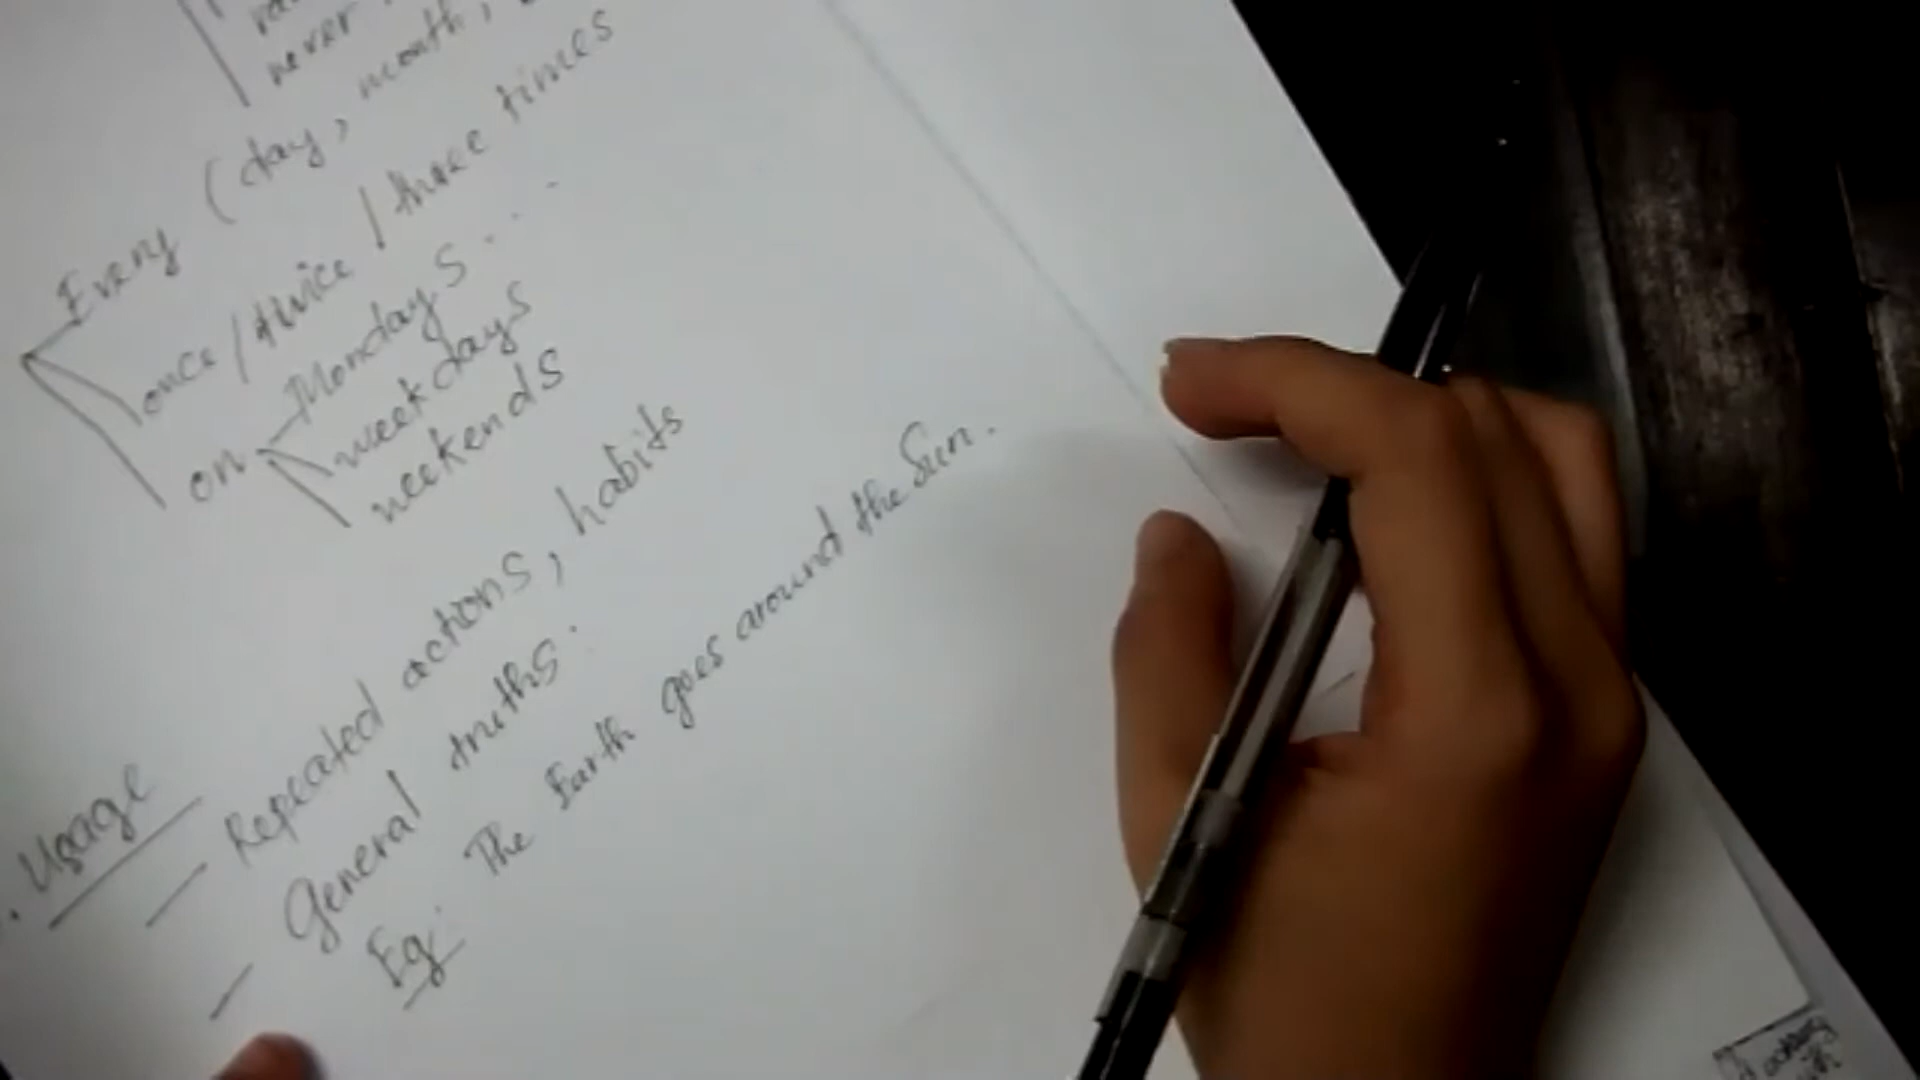 never
Every (day, month,
once / twice / three times
on Mondays...
weekdays
weekends
Usage
— Repeated actions, habits
— General truths:
Eg: The Earth goes around the Sun.